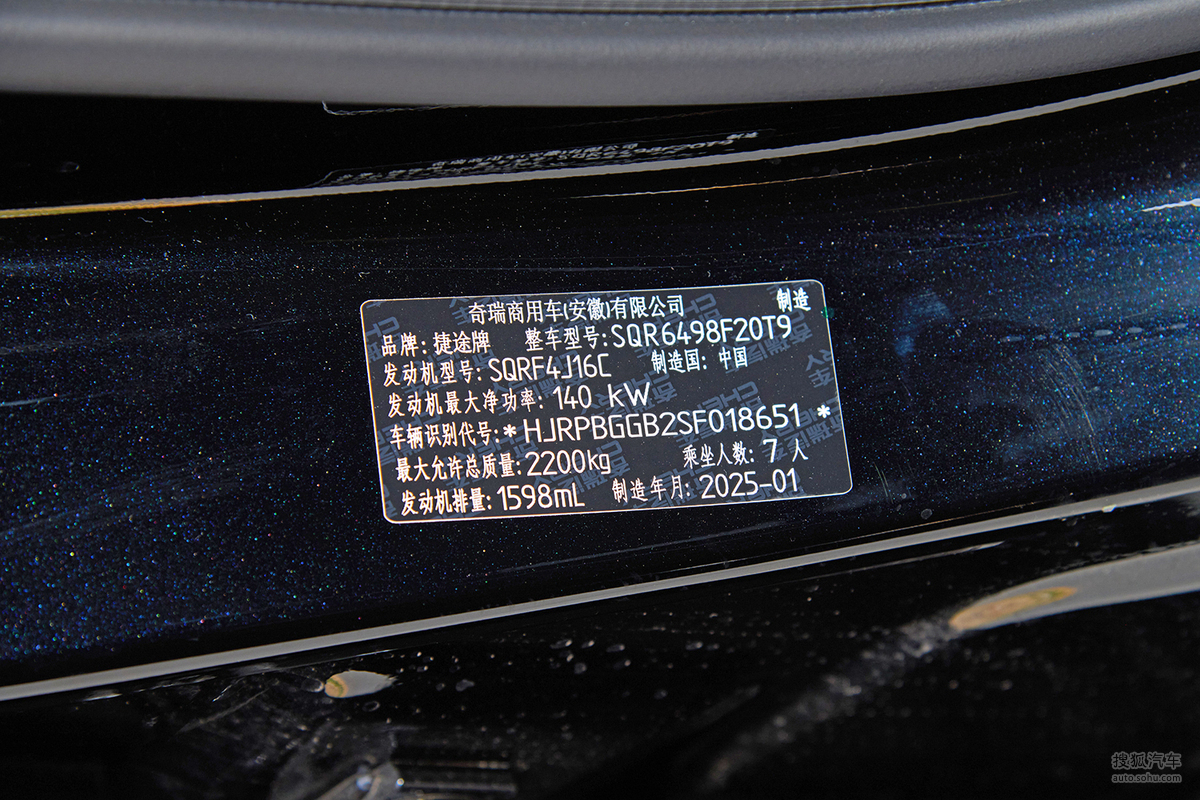 奇瑞商用车(安徽)有限公司 制造
品牌: 捷途牌 整车型号: SQR6498F20T9
发动机型号: SQRF4J16C 制造国: 中国
发动机最大净功率: 140 kW
车辆识别代号: * HJRPBGGB2SF018651 *
最大允许总质量: 2200kg 乘坐人数: 7 人
发动机排量: 1598mL 制造年月: 2025-01
搜狐汽车
auto.sohu.com